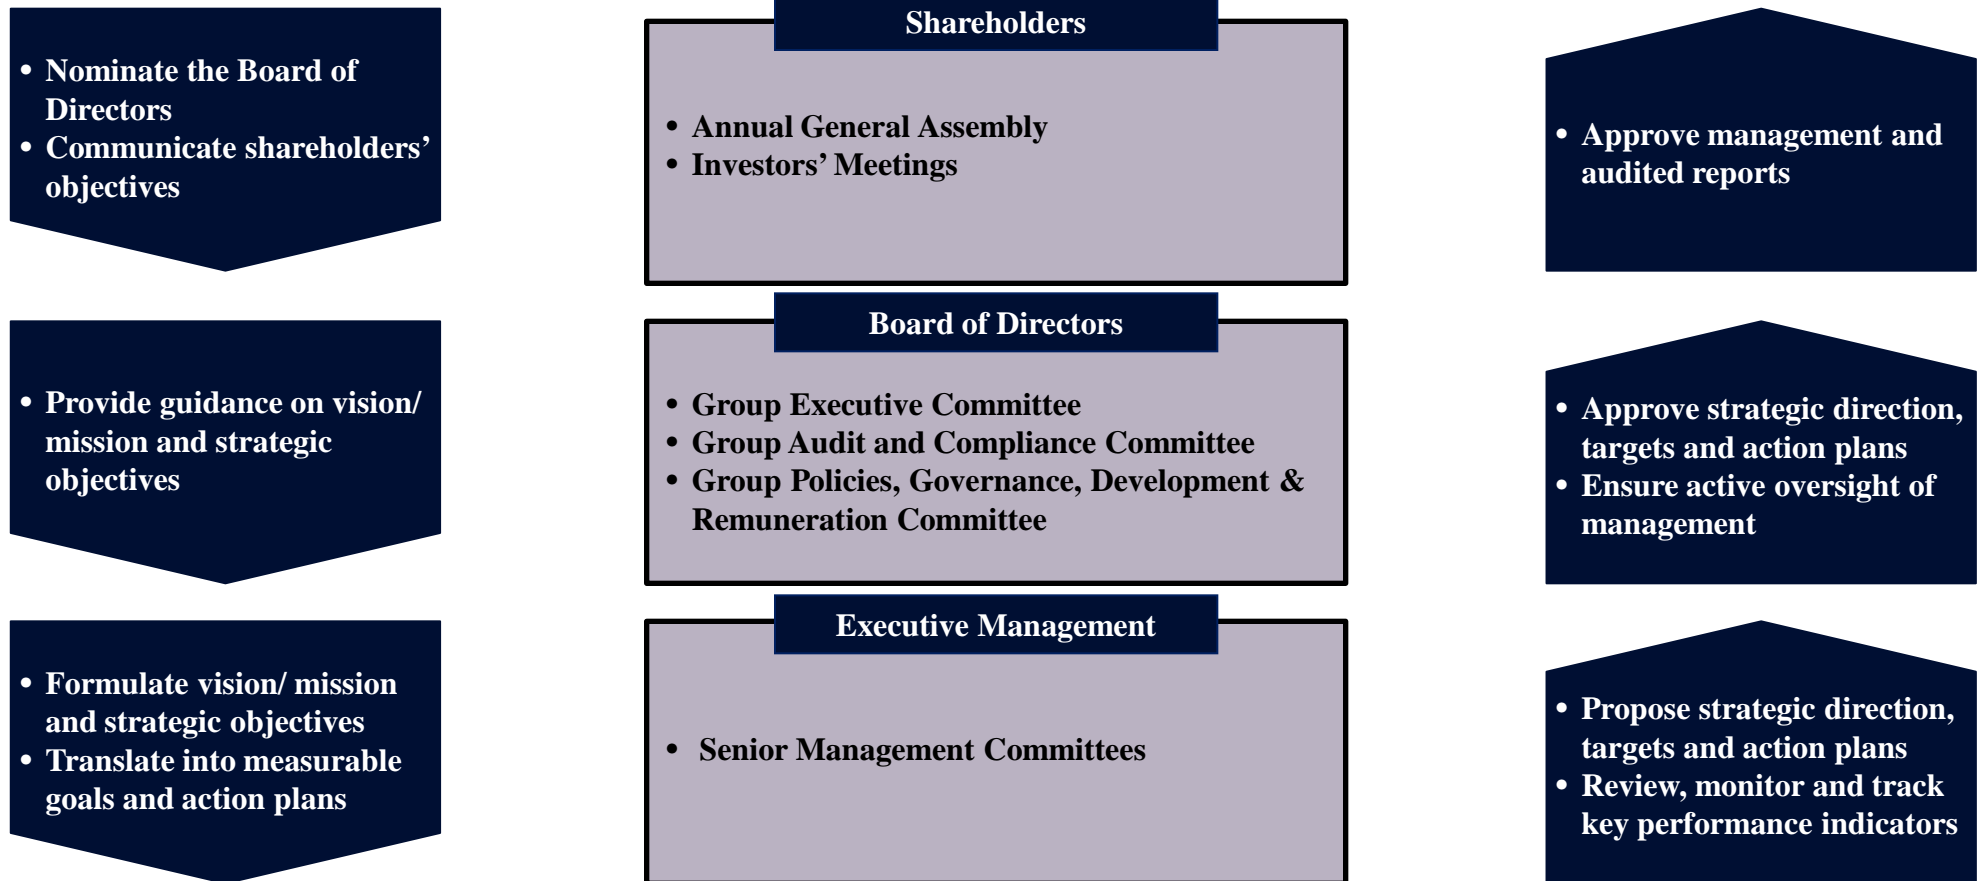 • Nominate the Board of
Directors
• Communicate shareholders’
objectives
Shareholders
• Annual General Assembly
• Investors’ Meetings
• Approve management and
audited reports
• Provide guidance on vision/
mission and strategic
objectives
Board of Directors
• Group Executive Committee
• Group Audit and Compliance Committee
• Group Policies, Governance, Development &
Remuneration Committee
• Approve strategic direction,
targets and action plans
• Ensure active oversight of
management
• Formulate vision/ mission
and strategic objectives
• Translate into measurable
goals and action plans
Executive Management
• Senior Management Committees
• Propose strategic direction,
targets and action plans
• Review, monitor and track
key performance indicators